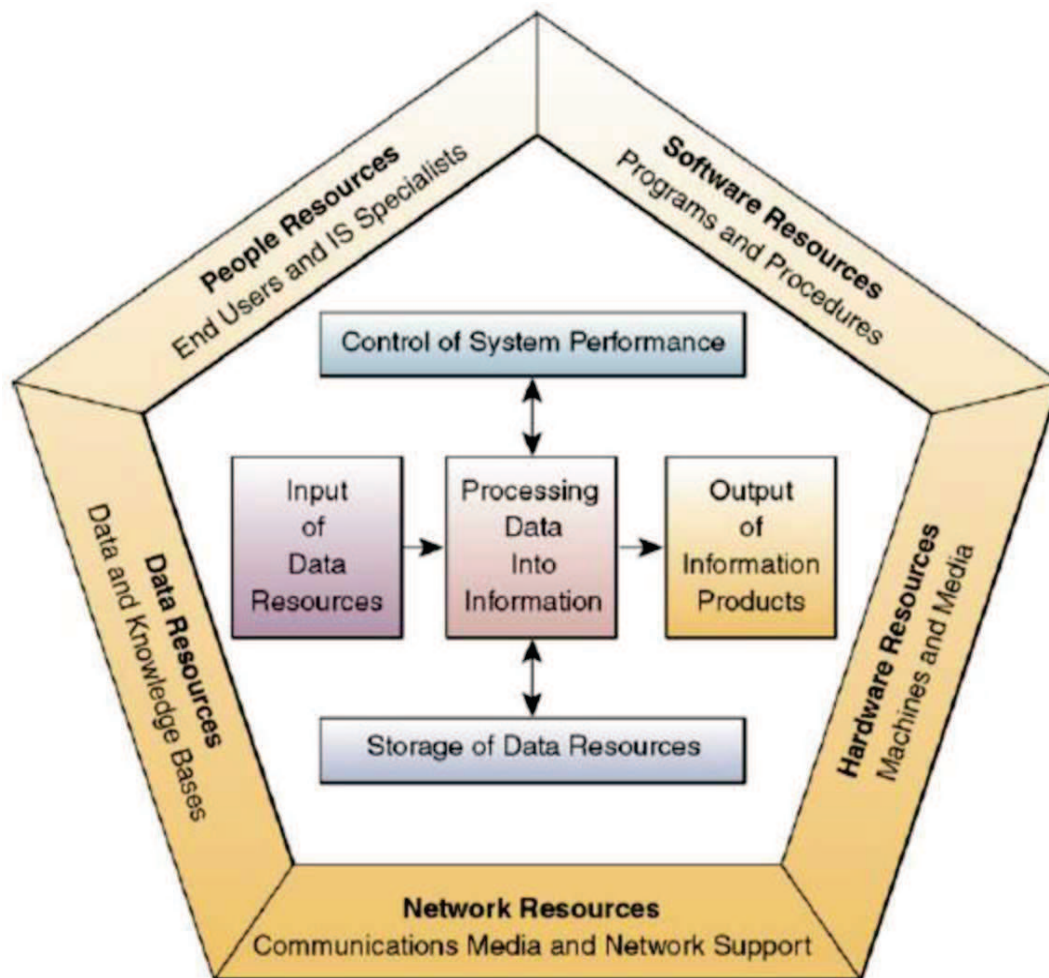 People Resources
End Users and IS Specialists
Software Resources
Programs and Procedures
Control of System Performance
Input
of
Data
Resources
Processing
Data
Into
Information
Output
of
Information
Products
Storage of Data Resources
Data Resources
Data and Knowledge Bases
Hardware Resources
Machines and Media
Network Resources
Communications Media and Network Support